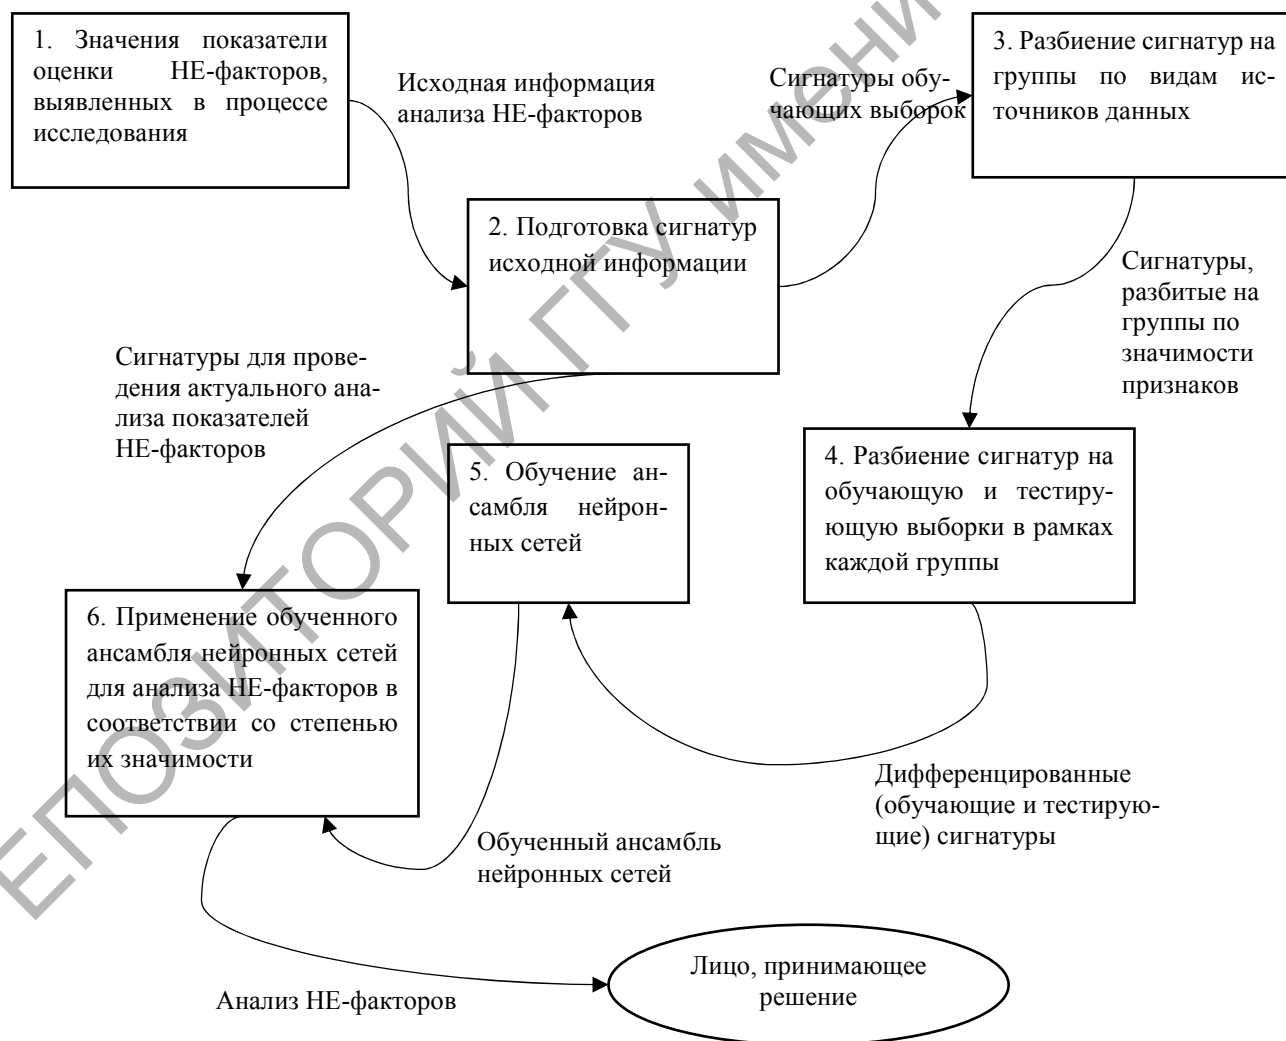 1. Значения показатели
оценки НЕ-факторов,
выявленных в процессе
исследования
Исходная информация
анализа НЕ-факторов
Сигнатуры обу-
чающих выборок
3. Разбиение сигнатур на
группы по видам ис-
точников данных
2. Подготовка сигнатур
исходной информации
Сигнатуры,
разбитые на
группы по
значимости
признаков
Сигнатуры для прове-
дения актуального ана-
лиза показателей
НЕ-факторов
5. Обучение ан-
самбля нейрон-
ных сетей
4. Разбиение сигнатур на
обучающую и тестиру-
ющую выборки в рамках
каждой группы
6. Применение обученного
ансамбля нейронных сетей
для анализа НЕ-факторов в
соответствии со степенью
их значимости
Дифференцированные
(обучающие и тестирую-
щие) сигнатуры
Обученный ансамбль
нейронных сетей
Анализ НЕ-факторов
Лицо, принимающее
решение
ЕПОЗИТОРИЙ ГГУ имени